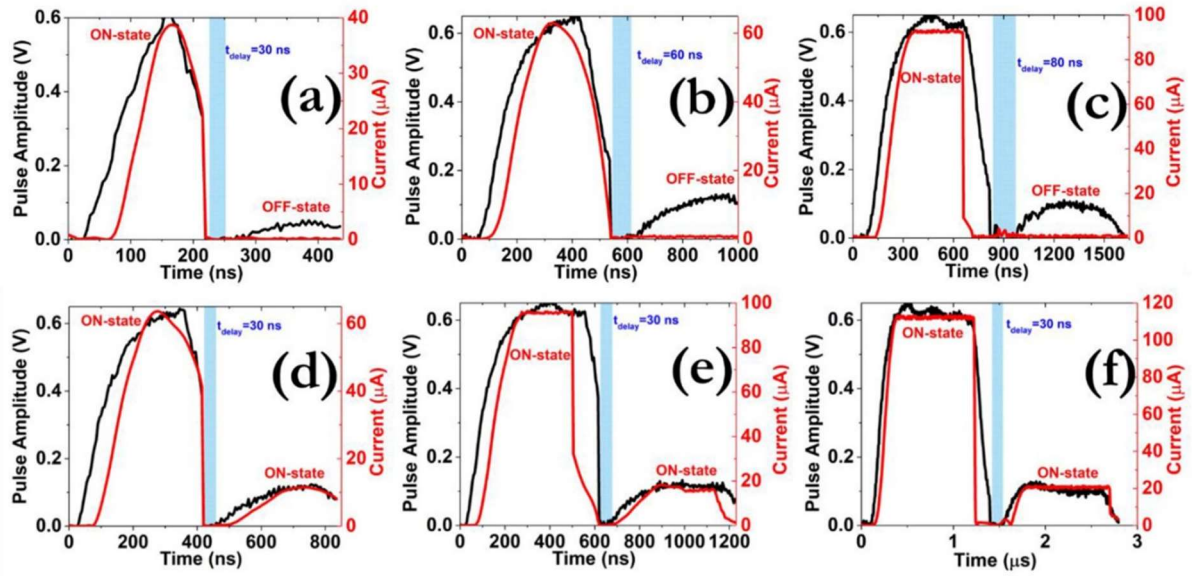 0.6
0.4
0.2
0.0
Pulse Amplitude (V)
0 100 200 300 400
Time (ns)
40
30
20
10
0
Current (μA)
ON-state
t_delay=30 ns
(a)
OFF-state
0.6
0.4
0.2
0.0
Pulse Amplitude (V)
0 200 400 600 800 1000
Time (ns)
60
40
20
0
Current (μA)
ON-state
t_delay=60 ns
(b)
OFF-state
0.6
0.4
0.2
0.0
Pulse Amplitude (V)
0 300 600 900 1200 1500
Time (ns)
100
80
60
40
20
0
Current (μA)
ON-state
t_delay=80 ns
(c)
OFF-state
0.6
0.4
0.2
0.0
Pulse Amplitude (V)
0 200 400 600 800
Time (ns)
60
40
20
0
Current (μA)
ON-state
t_delay=30 ns
(d)
ON-state
0.6
0.4
0.2
0.0
Pulse Amplitude (V)
0 200 400 600 800 1000 1200
Time (ns)
100
80
60
40
20
0
Current (μA)
ON-state
t_delay=30 ns
(e)
ON-state
0.6
0.4
0.2
0.0
Pulse Amplitude (V)
0 1 2 3
Time (μs)
120
100
80
60
40
20
0
Current (μA)
ON-state
t_delay=30 ns
(f)
ON-state